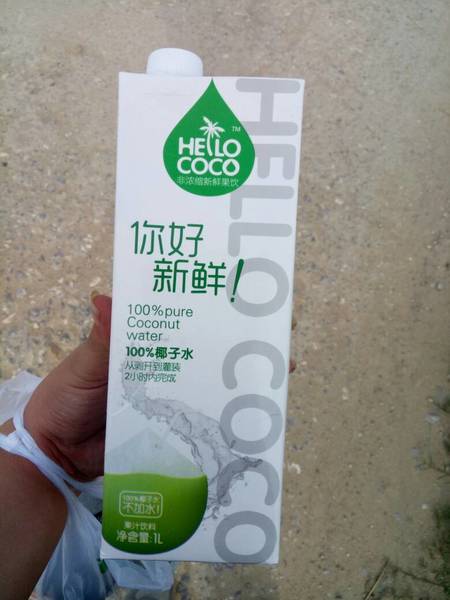 HELLO
COCO
™
非浓缩新鲜果饮
HELLO COCO
你好
新鲜!
100%pure
Coconut
water
100%椰子水
从剥开到灌装
2小时内完成
100%椰子水
不加水!
果汁饮料
净含量:1L